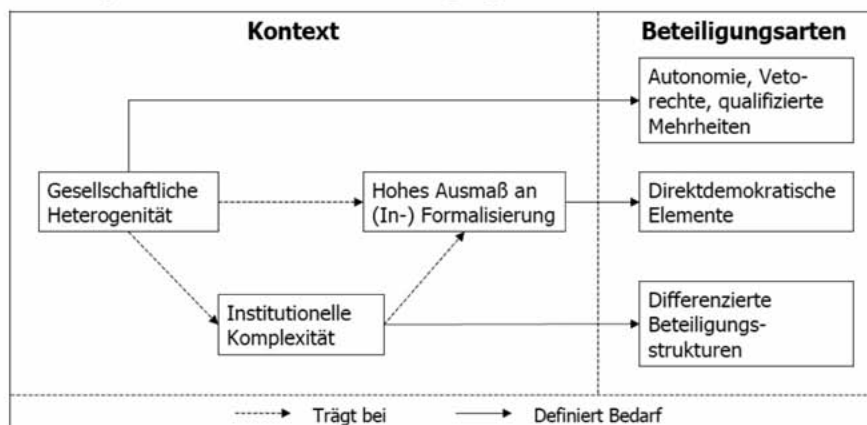 Kontext
Beteiligungsarten
Autonomie, Veto-
rechte, qualifizierte
Mehrheiten
Gesellschaftliche
Heterogenität
Hohes Ausmaß an
(In-) Formalisierung
Direktdemokratische
Elemente
Institutionelle
Komplexität
Differenzierte
Beteiligungs-
strukturen
Trägt bei
Definiert Bedarf